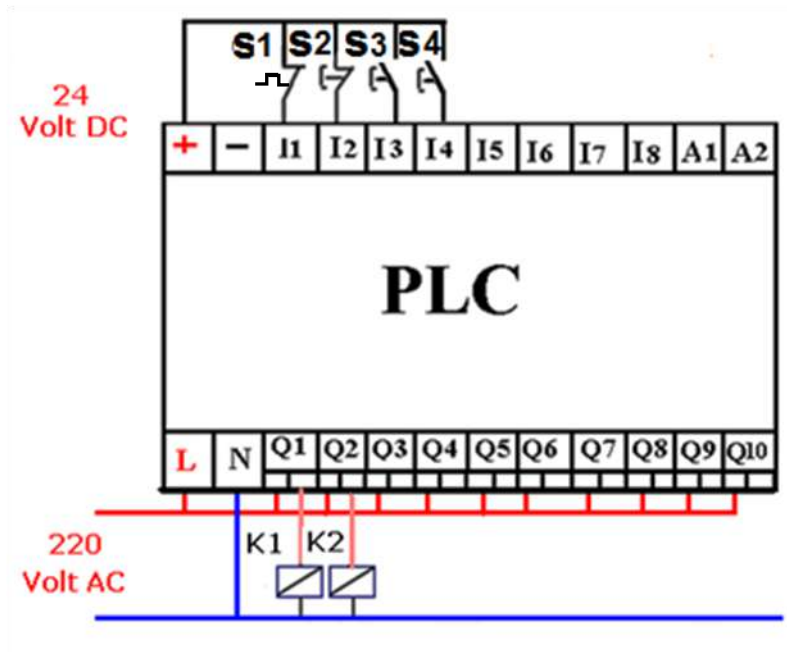 S1 S2 S3 S4
24
Volt DC
+ − I1 I2 I3 I4 I5 I6 I7 I8 A1 A2
PLC
L N Q1 Q2 Q3 Q4 Q5 Q6 Q7 Q8 Q9 Q10
K1 K2
220
Volt AC